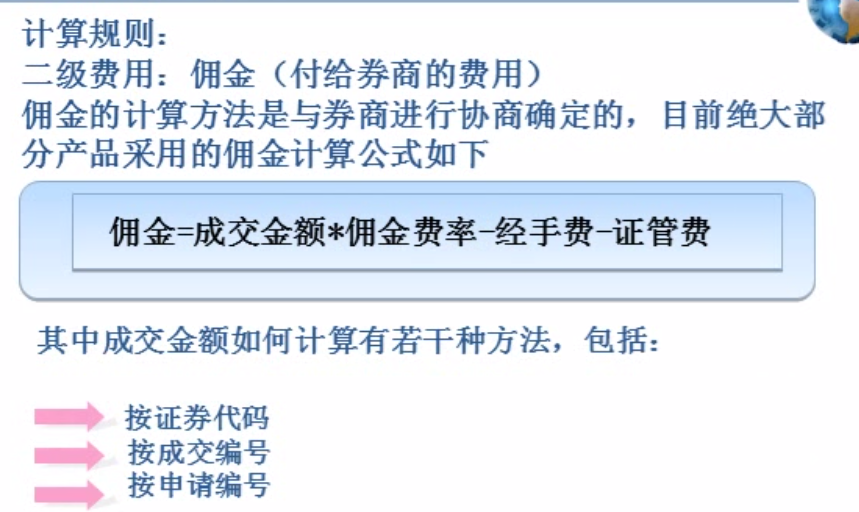 计算规则：
二级费用：佣金（付给券商的费用）
佣金的计算方法是与券商进行协商确定的，目前绝大部
分产品采用的佣金计算公式如下
佣金=成交金额*佣金费率-经手费-证管费
其中成交金额如何计算有若干种方法，包括：
按证券代码
按成交编号
按申请编号